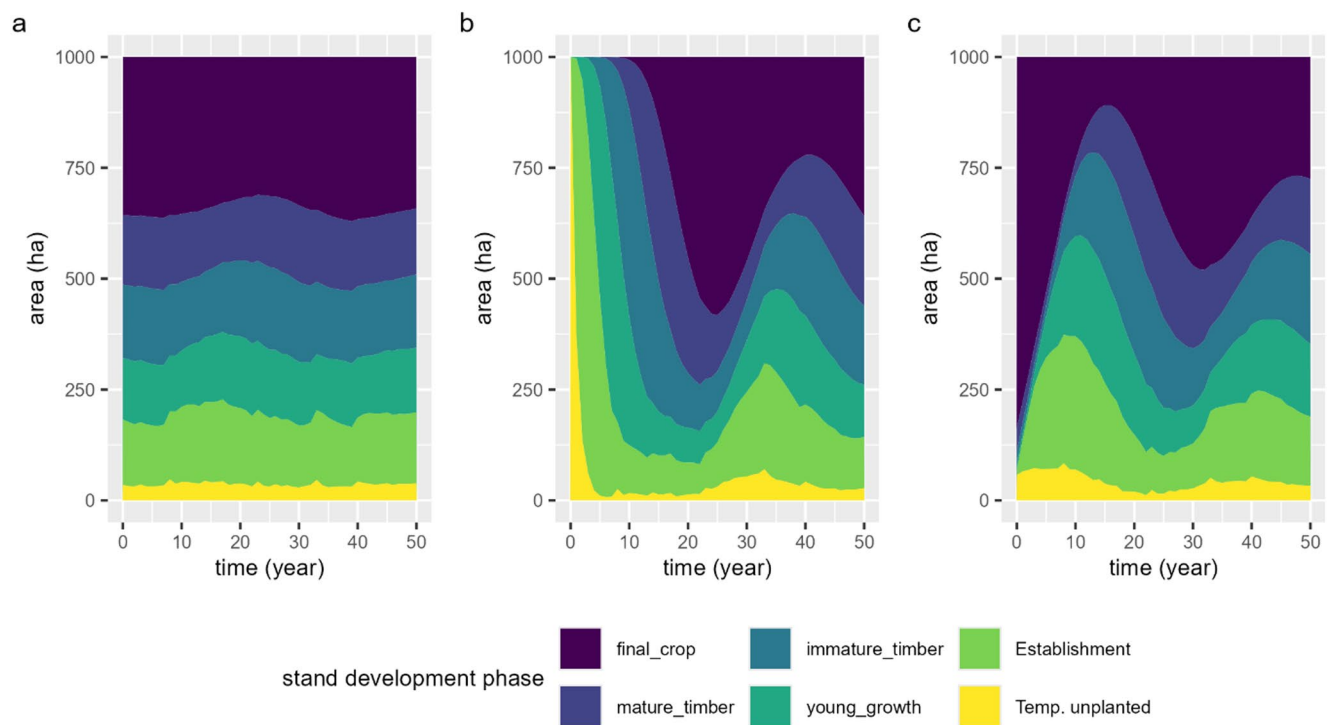 a
b
c
1000
750
500
250
0
area (ha)
0 10 20 30 40 50
time (year)
1000
750
500
250
0
area (ha)
0 10 20 30 40 50
time (year)
1000
750
500
250
0
area (ha)
0 10 20 30 40 50
time (year)
stand development phase
final_crop
mature_timber
immature_timber
young_growth
Establishment
Temp. unplanted